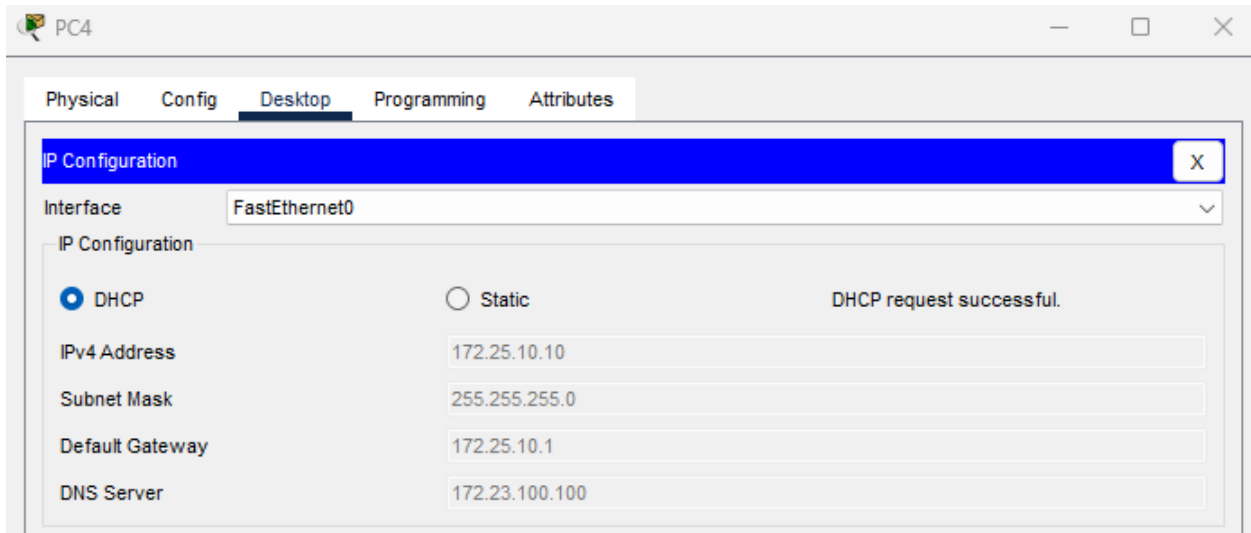 PC4
Physical Config Desktop Programming Attributes
IP Configuration X
Interface FastEthernet0
IP Configuration
DHCP Static DHCP request successful.
IPv4 Address 172.25.10.10
Subnet Mask 255.255.255.0
Default Gateway 172.25.10.1
DNS Server 172.23.100.100